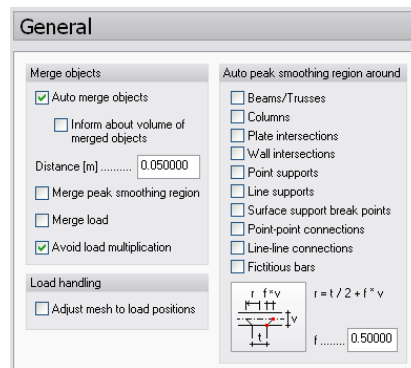 General
Merge objects
Auto merge objects
Inform about volume of
merged objects
Distance [m] .......... 0.050000
Merge peak smoothing region
Merge load
Avoid load multiplication
Load handling
Adjust mesh to load positions
Auto peak smoothing region around
Beams/Trusses
Columns
Plate intersections
Wall intersections
Point supports
Line supports
Surface support break points
Point-point connections
Line-line connections
Fictitious bars
r f*v
v
t
r = t / 2 + f * v
f ........ 0.50000